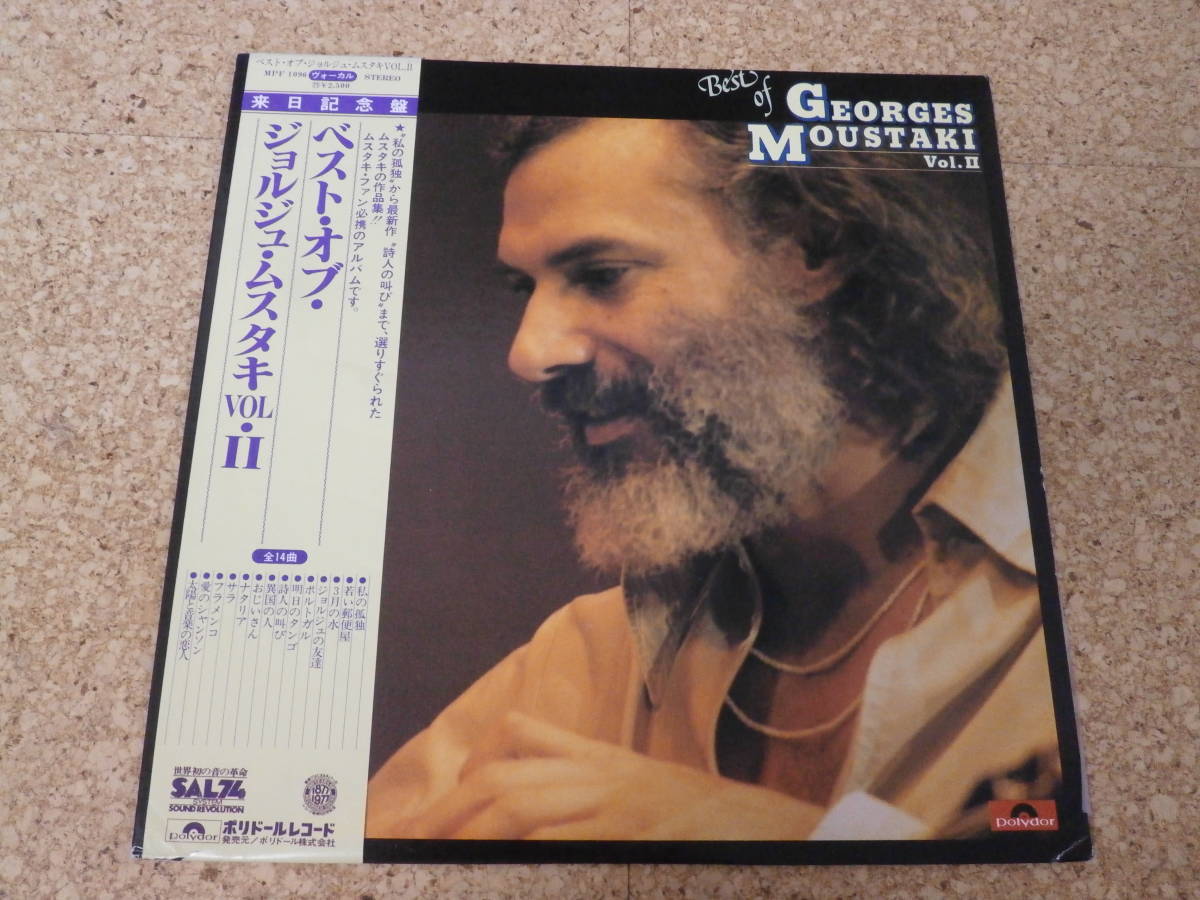 ベスト・オブ・ジョルジュ・ムスタキVOL.II
MPF 1096 ヴォーカル STEREO
¥2,500
来日記念盤
★“私の孤独”から最新作“詩人の叫び”まで、選りすぐられた
ムスタキの作品集!!
ムスタキ・ファン必携のアルバムです。
ベスト・オブ・
ジョルジュ・ムスタキVOL・II
全14曲
●私の孤独
●若い郵便屋
●3月の水
●ジョルジュの友達
●ポルトガル
●明日のタンゴ
●詩人の叫び
●異国の人
●おじいさん
●ナタリア
●サラ
●フラメンコ
●愛のシャンソン
●太陽と音楽の恋人
世界初の音の革命
SAL74
SYSTEM
SOUND REVOLUTION
1877
1977
polydor
ポリドールレコード
発売元/ポリドール株式会社
Best of
GEORGES
MOUSTAKI
Vol.II
polydor